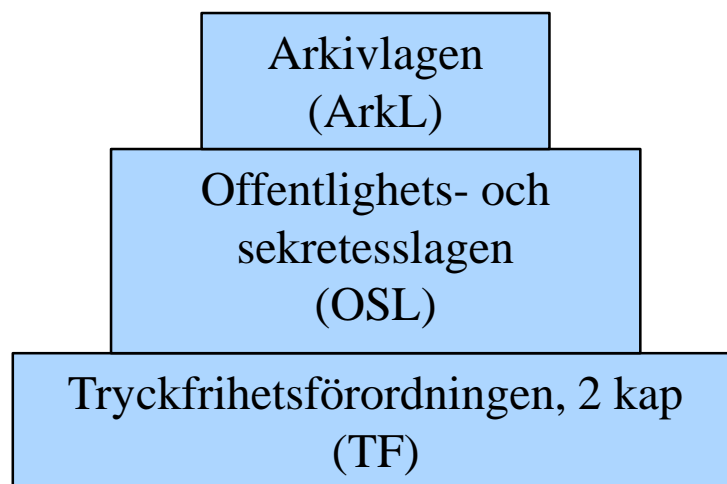 Arkivlagen
(ArkL)
Offentlighets- och
sekretesslagen
(OSL)
Tryckfrihetsförordningen, 2 kap
(TF)